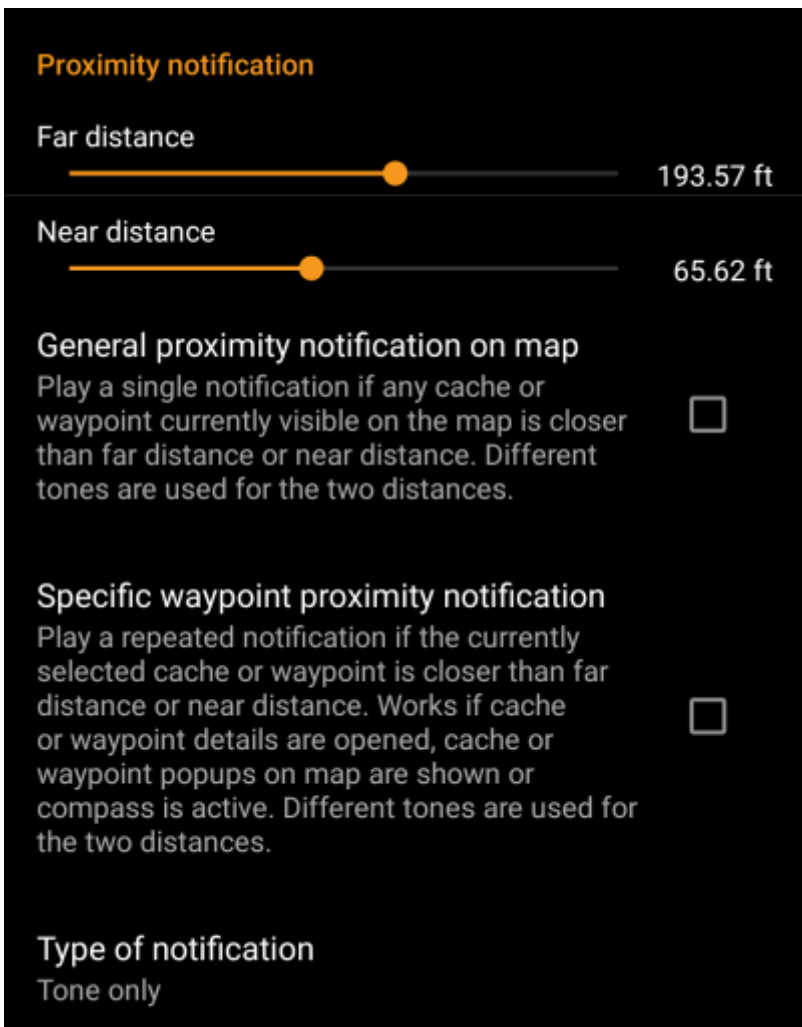 Proximity notification
Far distance
193.57 ft
Near distance
65.62 ft
General proximity notification on map
Play a single notification if any cache or
waypoint currently visible on the map is closer
than far distance or near distance. Different
tones are used for the two distances.
Specific waypoint proximity notification
Play a repeated notification if the currently
selected cache or waypoint is closer than far
distance or near distance. Works if cache
or waypoint details are opened, cache or
waypoint popups on map are shown or
compass is active. Different tones are used for
the two distances.
Type of notification
Tone only